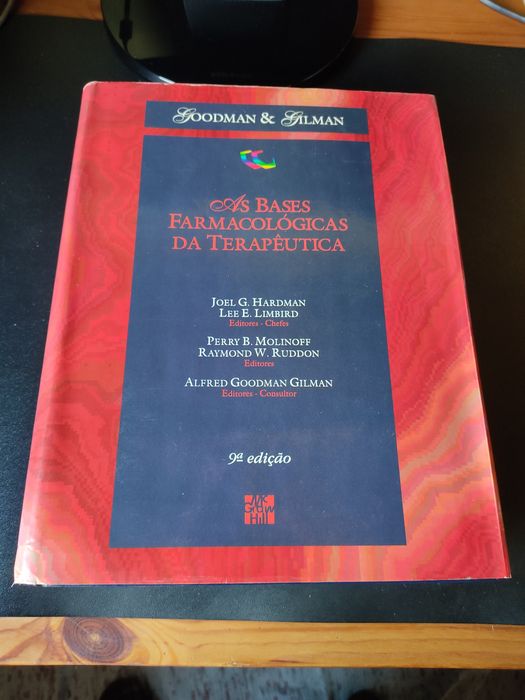 GOODMAN & GILMAN
AS BASES
FARMACOLÓGICAS
DA TERAPÊUTICA
JOEL G. HARDMAN
LEE E. LIMBIRD
Editores - Chefes
PERRY B. MOLINOFF
RAYMOND W. RUDDON
Editores
ALFRED GOODMAN GILMAN
Editores - Consultor
9ª edição
Mc
Graw
Hill